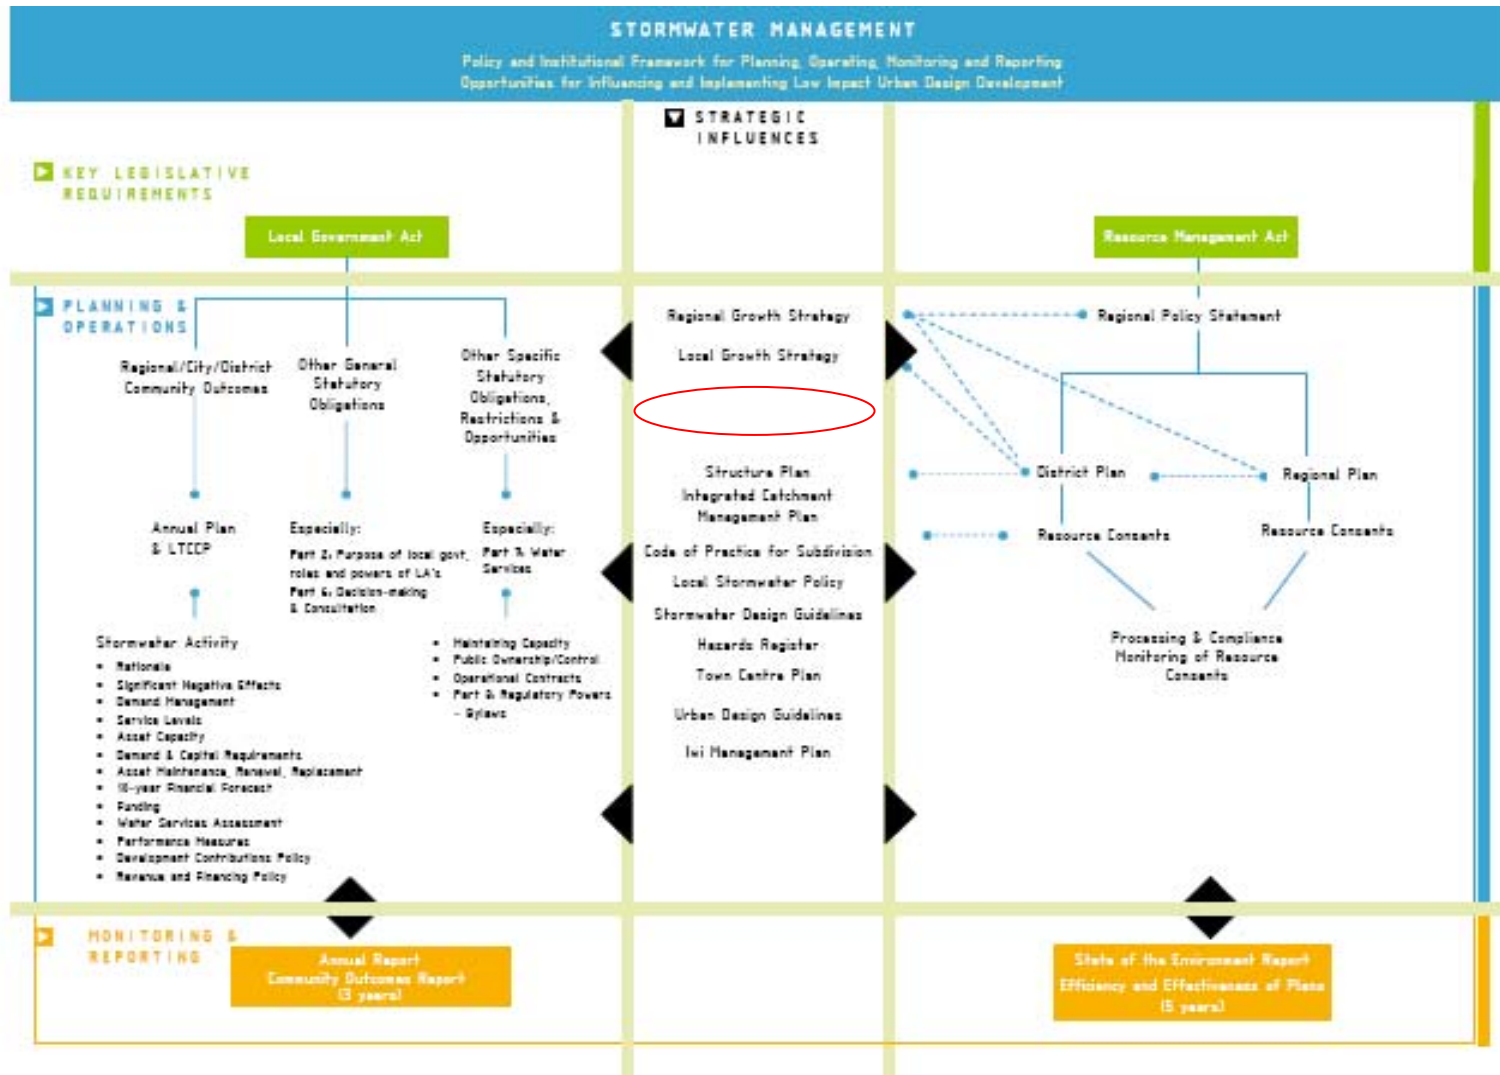 STORMWATER MANAGEMENT
Policy and Institutional Framework for Planning, Operating, Monitoring and Reporting
Opportunities for Influencing and Implementing Low Impact Urban Design Development
STRATEGIC
INFLUENCES
KEY LEGISLATIVE
REQUIREMENTS
Local Government Act
Resource Management Act
PLANNING &
OPERATIONS
Regional/City/District
Community Outcomes
Other General
Statutory
Obligations
Other Specific
Statutory
Obligations,
Restrictions &
Opportunities
Annual Plan
& LTCCP
Especially:
Part 2: Purpose of local govt,
roles and powers of LA's
Part 6: Decision-making
& Consultation
Especially:
Part 7: Water
Services
Stormwater Activity
• Rationale
• Significant Negative Effects
• Demand Management
• Service Levels
• Asset Capacity
• Demand & Capital Requirements
• Asset Maintenance, Renewal, Replacement
• 10-year Financial Forecast
• Funding
• Water Services Assessment
• Performance Measures
• Development Contributions Policy
• Revenue and Financing Policy
• Maintaining Capacity
• Public Ownership/Control
• Operational Contracts
• Part 8: Regulatory Powers
- Bylaws
Regional Growth Strategy
Local Growth Strategy
Structure Plan
Integrated Catchment
Management Plan
Code of Practice for Subdivision
Local Stormwater Policy
Stormwater Design Guidelines
Hazards Register
Town Centre Plan
Urban Design Guidelines
Iwi Management Plan
Regional Policy Statement
District Plan
Regional Plan
Resource Consents
Resource Consents
Processing & Compliance
Monitoring of Resource
Consents
MONITORING &
REPORTING
Annual Report
Community Outcomes Report
(3 years)
State of the Environment Report
Efficiency and Effectiveness of Plans
(5 years)